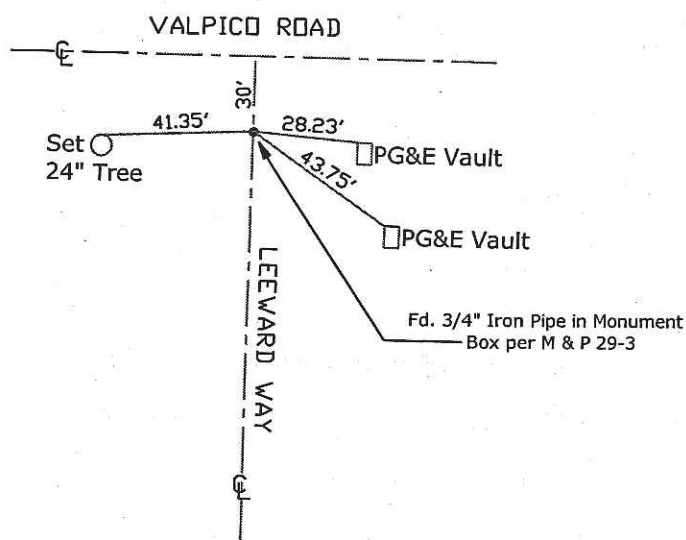 VALPICO ROAD
℄
30'
41.35'
28.23'
Set
24" Tree
PG&E Vault
43.75'
PG&E Vault
LEEWARD WAY
Fd. 3/4" Iron Pipe in Monument
Box per M & P 29-3
℄